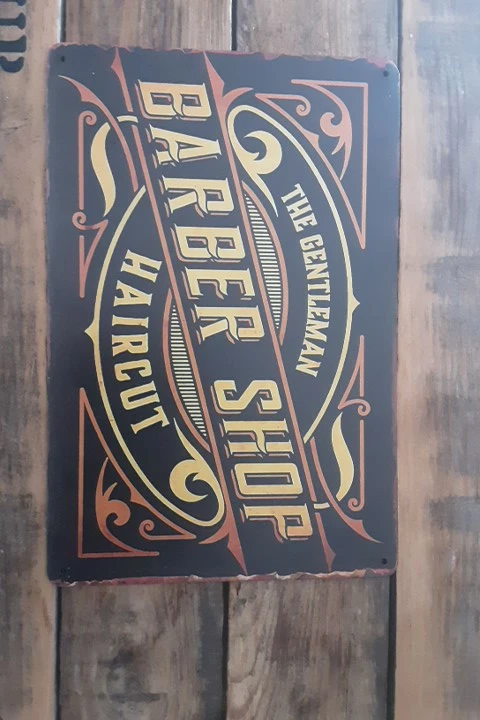 THE GENTLEMAN
BARBER SHOP
HAIRCUT